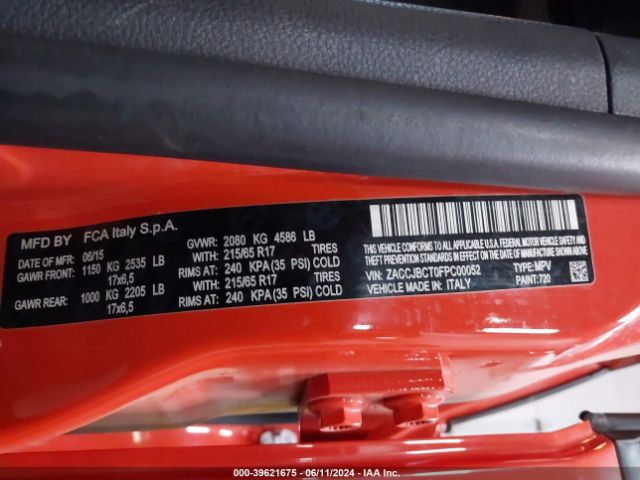 MFD BY FCA Italy S.p.A.
DATE OF MFR: 06/15 GVWR: 2080 KG 4586 LB
GAWR FRONT: 1150 KG 2535 LB WITH: 215/65 R17 TIRES
17x6,5 RIMS AT: 240 KPA(35 PSI) COLD
GAWR REAR: 1000 KG 2205 LB WITH: 215/65 R17 TIRES
17x6,5 RIMS AT: 240 KPA(35 PSI) COLD
THIS VEHICLE CONFORMS TO ALL APPLICABLE
U.S.A. FEDERAL MOTOR VEHICLE SAFETY,
BUMPER, AND THEFT PREVENTION STANDARDS
IN EFFECT ON THE DATE OF MANUFACTURE SHOWN ABOVE
VIN: ZACCJBCT0FPC00052 TYPE: MPV
VEHICLE MADE IN: ITALY PAINT: 720
000-39621675 - 06/11/2024 - IAA Inc.